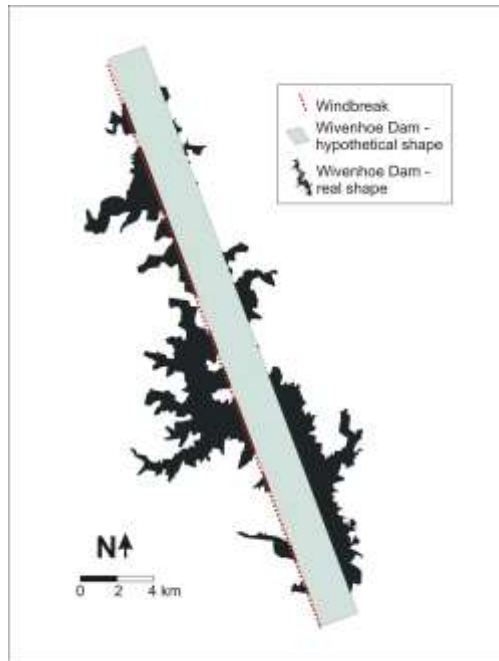 Windbreak
Wivenhoe Dam -
hypothetical shape
Wivenhoe Dam -
real shape
N
0 2 4 km